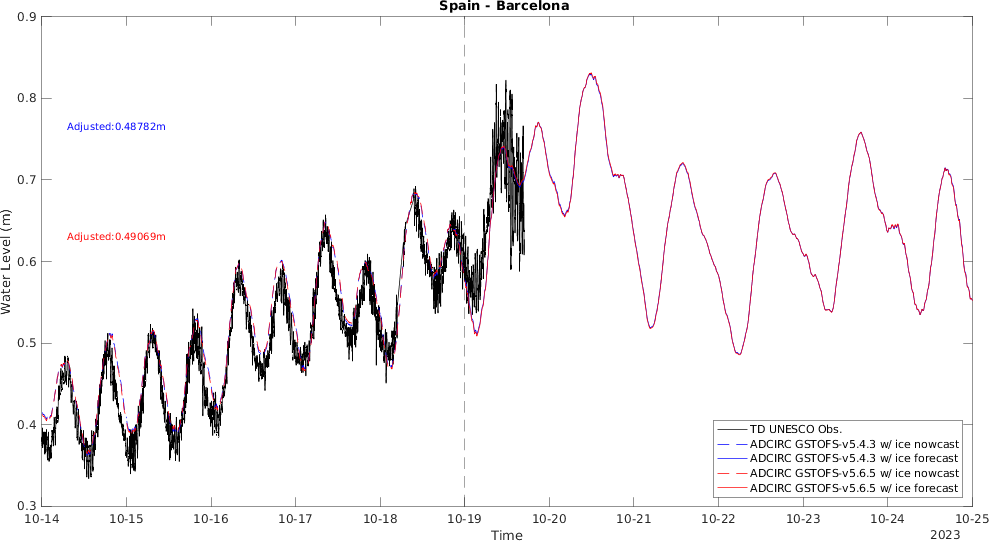 Spain - Barcelona
0.9
0.8
0.7
0.6
0.5
0.4
0.3
Water Level (m)
Adjusted:0.48782m
Adjusted:0.49069m
TD UNESCO Obs.
ADCIRC GSTOFS-v5.4.3 w/ ice nowcast
ADCIRC GSTOFS-v5.4.3 w/ ice forecast
ADCIRC GSTOFS-v5.6.5 w/ ice nowcast
ADCIRC GSTOFS-v5.6.5 w/ ice forecast
10-14 10-15 10-16 10-17 10-18 10-19 10-20 10-21 10-22 10-23 10-24 10-25
Time
2023